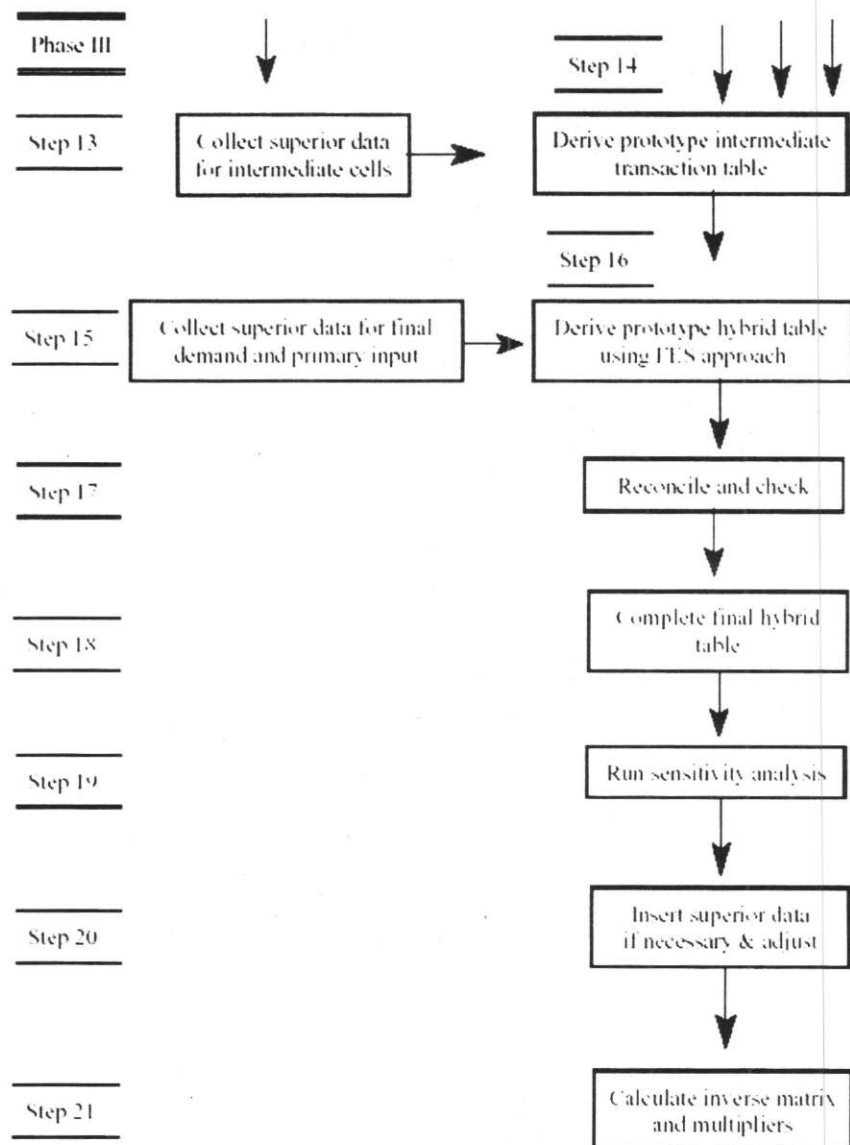 Phase III
Step 14
Step 13
Collect superior data
for intermediate cells
Derive prototype intermediate
transaction table
Step 16
Step 15
Collect superior data for final
demand and primary input
Derive prototype hybrid table
using FES approach
Step 17
Reconcile and check
Step 18
Complete final hybrid
table
Step 19
Run sensitivity analysis
Step 20
Insert superior data
if necessary & adjust
Step 21
Calculate inverse matrix
and multipliers